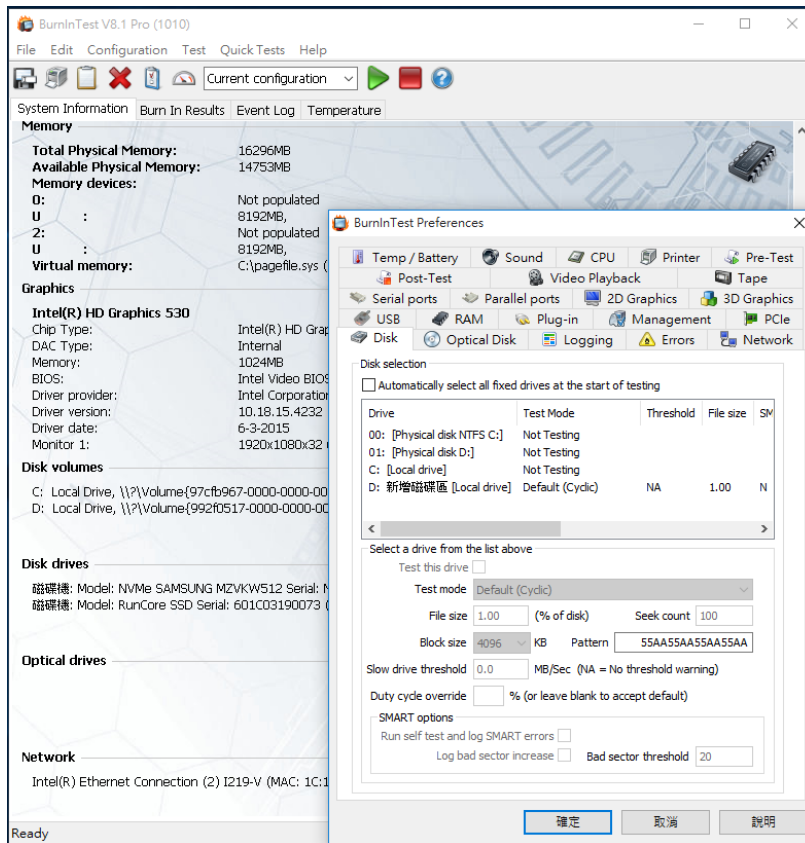 BurnInTest V8.1 Pro (1010)
File Edit Configuration Test Quick Tests Help
Current configuration
System Information Burn In Results Event Log Temperature
Memory
Total Physical Memory: 16296MB
Available Physical Memory: 14753MB
Memory devices:
0: Not populated
U : 8192MB,
2: Not populated
U : 8192MB,
Virtual memory: C:\pagefile.sys (
Graphics
Intel(R) HD Graphics 530
Chip Type: Intel(R) HD Grap
DAC Type: Internal
Memory: 1024MB
BIOS: Intel Video BIOS
Driver provider: Intel Corporation
Driver version: 10.18.15.4232
Driver date: 6-3-2015
Monitor 1: 1920x1080x32
Disk volumes
C: Local Drive, \\?\Volume{97cfb967-0000-0000-00
D: Local Drive, \\?\Volume{992f0517-0000-0000-00
Disk drives
磁碟機: Model: NVMe SAMSUNG MZVKW512 Serial:
磁碟機: Model: RunCore SSD Serial: 601C03190073 (
Optical drives
Network
Intel(R) Ethernet Connection (2) I219-V (MAC: 1C:1
Ready
BurnInTest Preferences
Temp / Battery Sound CPU Printer Pre-Test
Post-Test Video Playback Tape
Serial ports Parallel ports 2D Graphics 3D Graphics
USB RAM Plug-in Management PCIe
Disk Optical Disk Logging Errors Network
Disk selection
Automatically select all fixed drives at the start of testing
Drive Test Mode Threshold File size SM
00: [Physical disk NTFS C:] Not Testing
01: [Physical disk D:] Not Testing
C: [Local drive] Not Testing
D: 新增磁碟區 [Local drive] Default (Cyclic) NA 1.00 N
Select a drive from the list above
Test this drive
Test mode Default (Cyclic)
File size 1.00 (% of disk) Seek count 100
Block size 4096 KB Pattern 55AA55AA55AA55AA
Slow drive threshold 0.0 MB/Sec (NA = No threshold warning)
Duty cycle override % (or leave blank to accept default)
SMART options
Run self test and log SMART errors
Log bad sector increase Bad sector threshold 20
確定 取消 說明